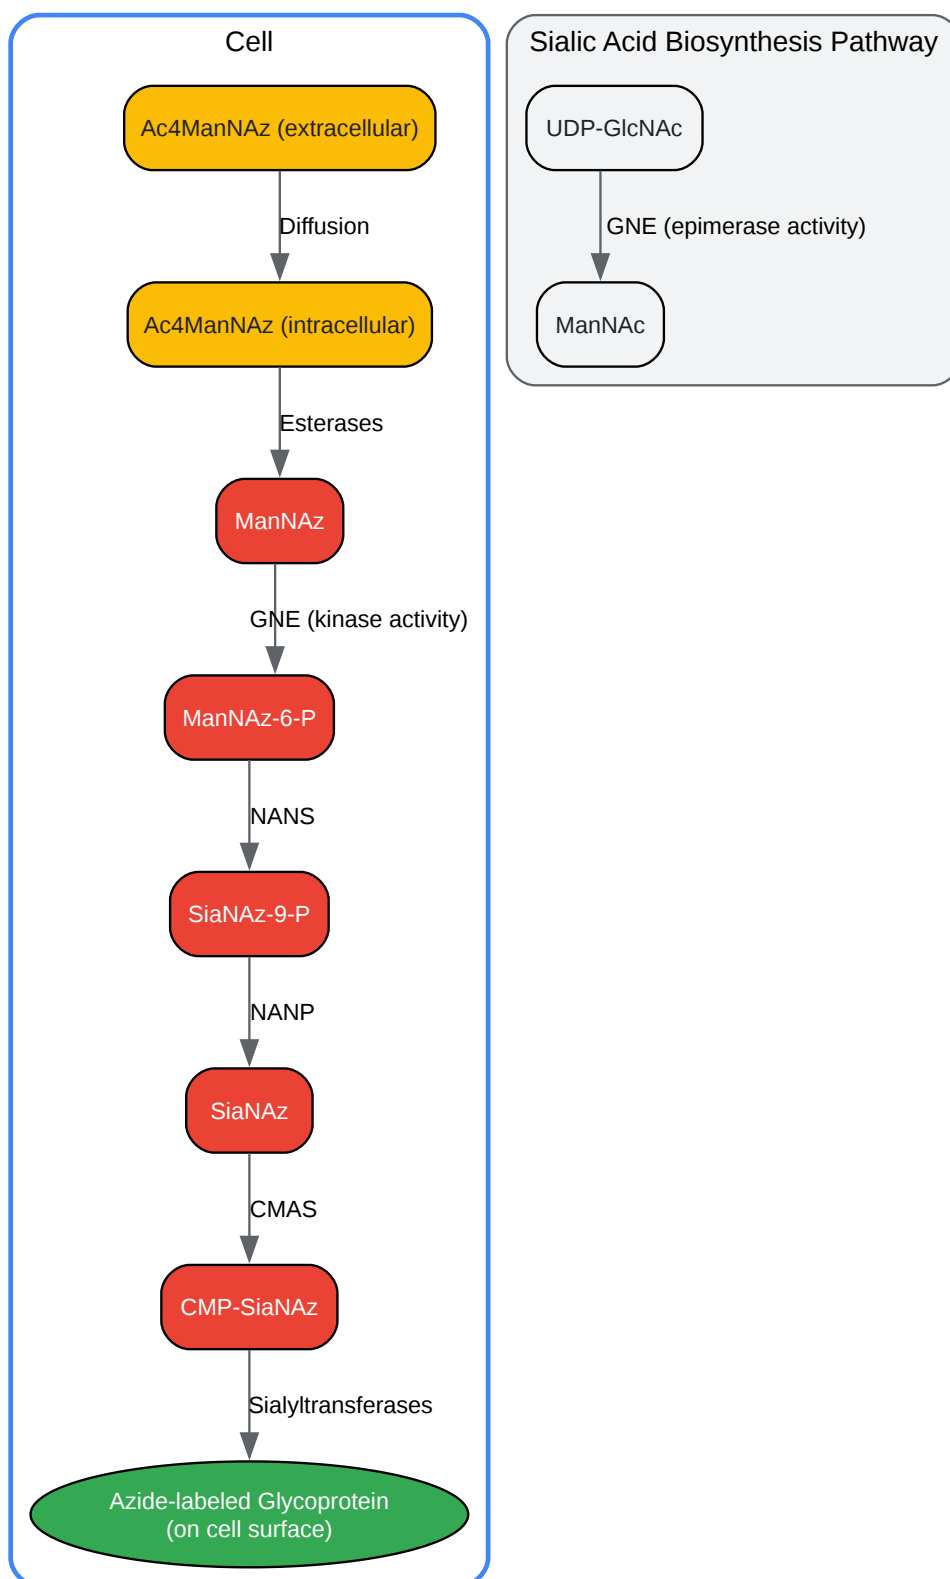 Cell
Ac4ManNAz (extracellular)
Diffusion
Ac4ManNAz (intracellular)
Esterases
ManNAz
GNE (kinase activity)
ManNAz-6-P
NANS
SiaNAz-9-P
NANP
SiaNAz
CMAS
CMP-SiaNAz
Sialyltransferases
Azide-labeled Glycoprotein
(on cell surface)
Sialic Acid Biosynthesis Pathway
UDP-GlcNAc
GNE (epimerase activity)
ManNAc